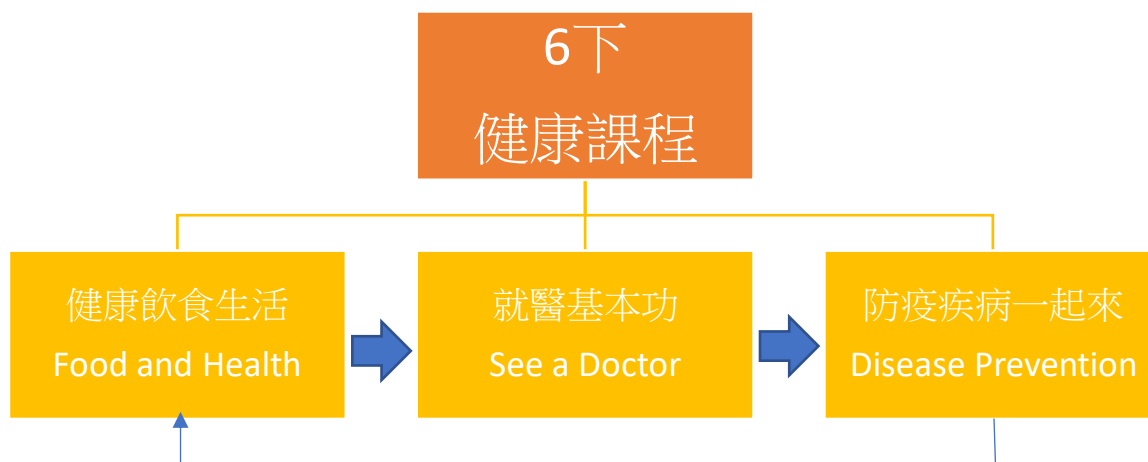 6下
健康課程
健康飲食生活
Food and Health
就醫基本功
See a Doctor
防疫疾病一起來
Disease Prevention